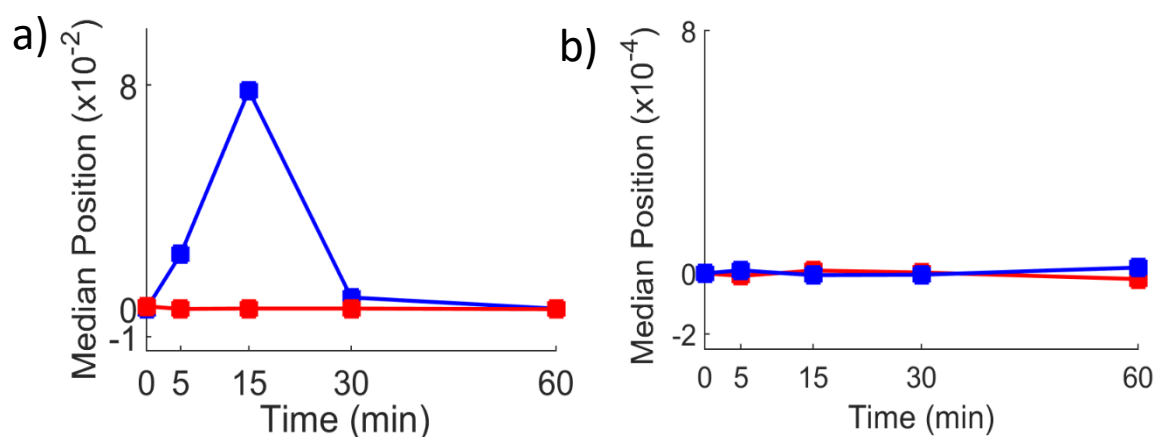 a)
Median Position (x10^-2)
8
0
-1
0 5 15 30 60
Time (min)
b)
Median Position (x10^-4)
8
0
-2
0 5 15 30 60
Time (min)